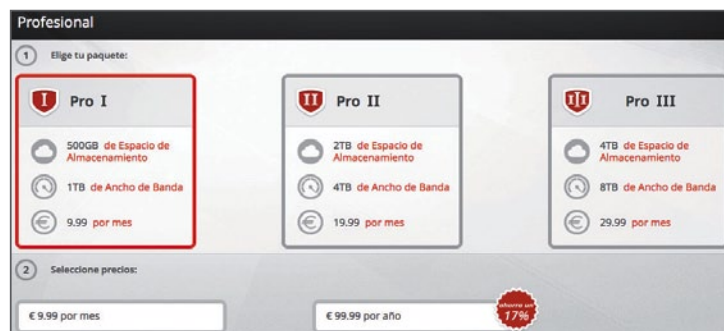 Profesional
1 Elige tu paquete:
I Pro I
500GB de Espacio de
Almacenamiento
1TB de Ancho de Banda
€ 9.99 por mes
II Pro II
2TB de Espacio de
Almacenamiento
4TB de Ancho de Banda
€ 19.99 por mes
III Pro III
4TB de Espacio de
Almacenamiento
8TB de Ancho de Banda
€ 29.99 por mes
2 Seleccione precios:
€ 9.99 por mes
€ 99.99 por año
ahorre un
17%